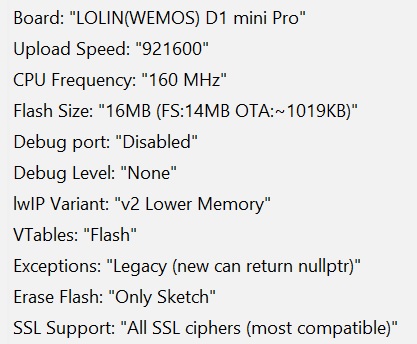 Board: "LOLIN(WEMOS) D1 mini Pro"
Upload Speed: "921600"
CPU Frequency: "160 MHz"
Flash Size: "16MB (FS:14MB OTA:~1019KB)"
Debug port: "Disabled"
Debug Level: "None"
lwIP Variant: "v2 Lower Memory"
VTables: "Flash"
Exceptions: "Legacy (new can return nullptr)"
Erase Flash: "Only Sketch"
SSL Support: "All SSL ciphers (most compatible)"